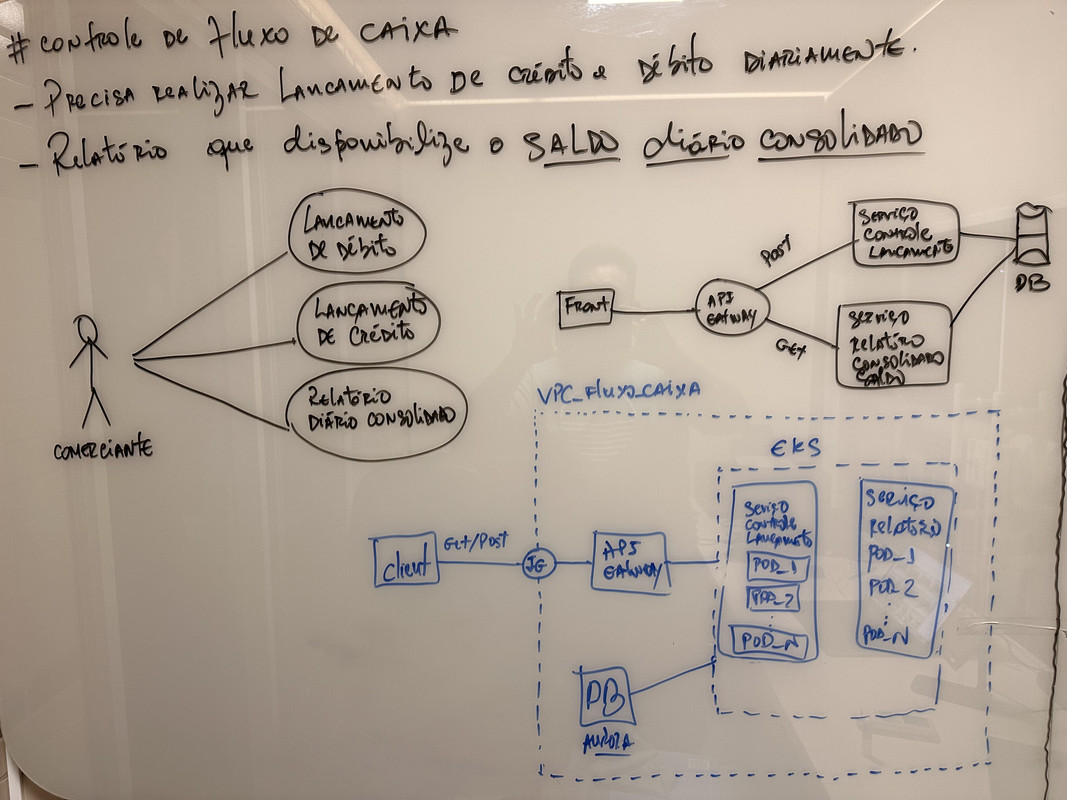 # CONTROLE DE FLUXO DE CAIXA
- PRECISA REALIZAR LANCAMENTO DE CRÉDITO E DÉBITO DIARIAMENTE.
- RELATÓRIO que disponibilize o SALDO diário CONSOLIDADO
LANCAMENTO
DE DÉBITO
LANÇAMENTO
DE CRÉDITO
RELATÓRIO
DIÁRIO CONSOLIDADO
COMERCIANTE
FRONT
API
GATWAY
POST
GET
SERVIÇO
CONTROLE
LANCAMENTO
SERVIÇO
RELATÓRIO
CONSOLIDADO
SALDO
DB
VPC_FLUXO_CAIXA
EKS
client
Get/Post
IG
API
GATWAY
SERVIÇO
CONTROLE
LANÇAMENTO
POD_1
POD_2
POD_N
SERVIÇO
RELATÓRIO
POD_1
POD_2
POD_N
DB
AURORA